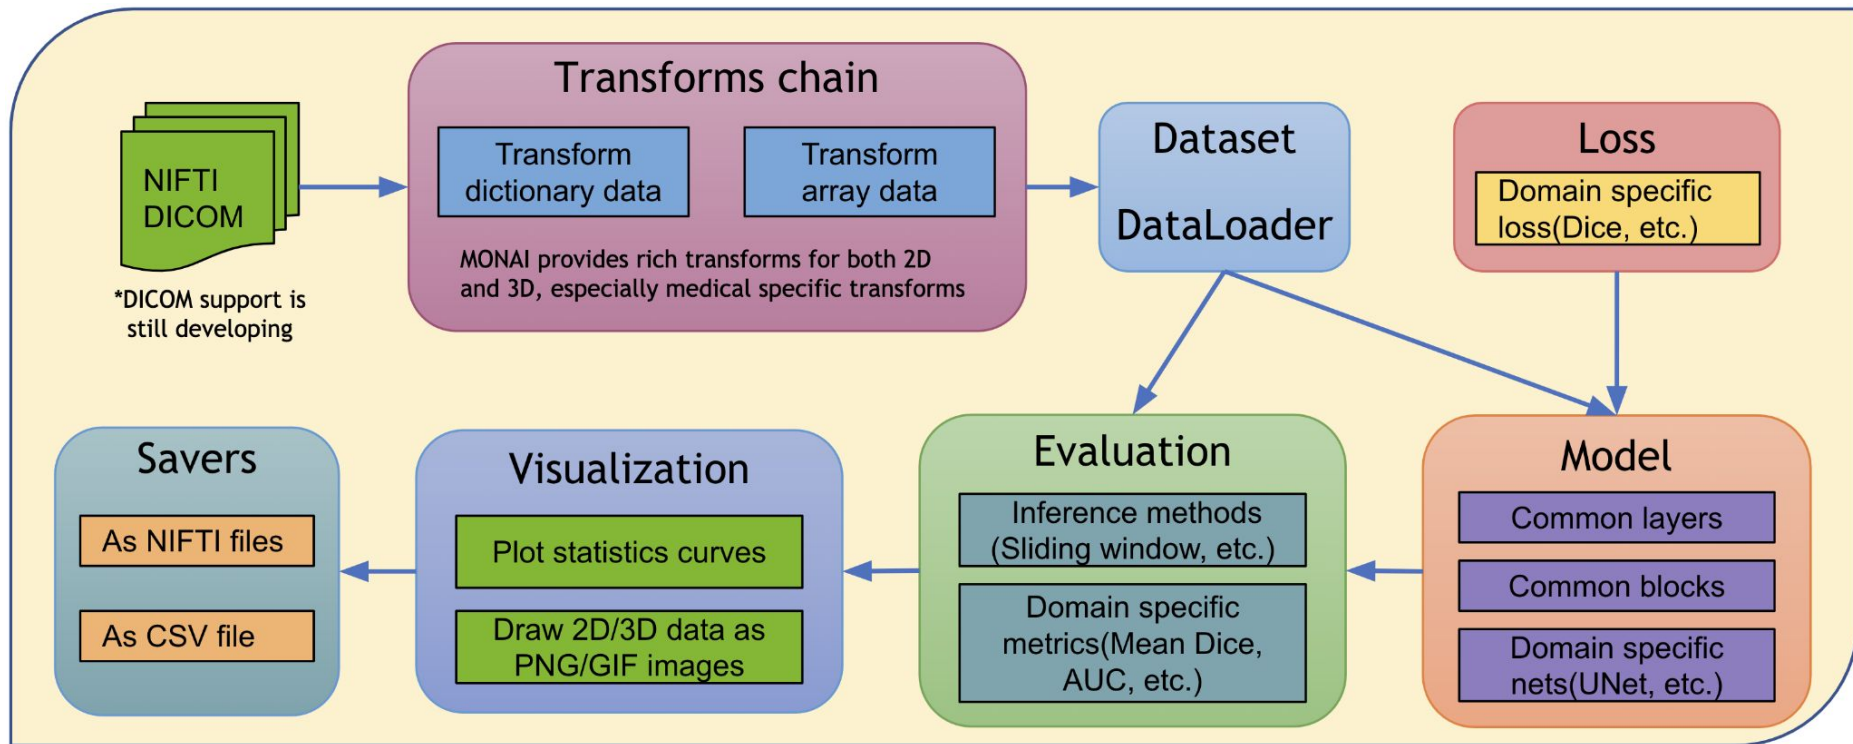 Transforms chain
NIFTI
DICOM
*DICOM support is
still developing
Transform
dictionary data
Transform
array data
MONAI provides rich transforms for both 2D
and 3D, especially medical specific transforms
Dataset
DataLoader
Loss
Domain specific
loss(Dice, etc.)
Savers
As NIFTI files
As CSV file
Visualization
Plot statistics curves
Draw 2D/3D data as
PNG/GIF images
Evaluation
Inference methods
(Sliding window, etc.)
Domain specific
metrics(Mean Dice,
AUC, etc.)
Model
Common layers
Common blocks
Domain specific
nets(UNet, etc.)